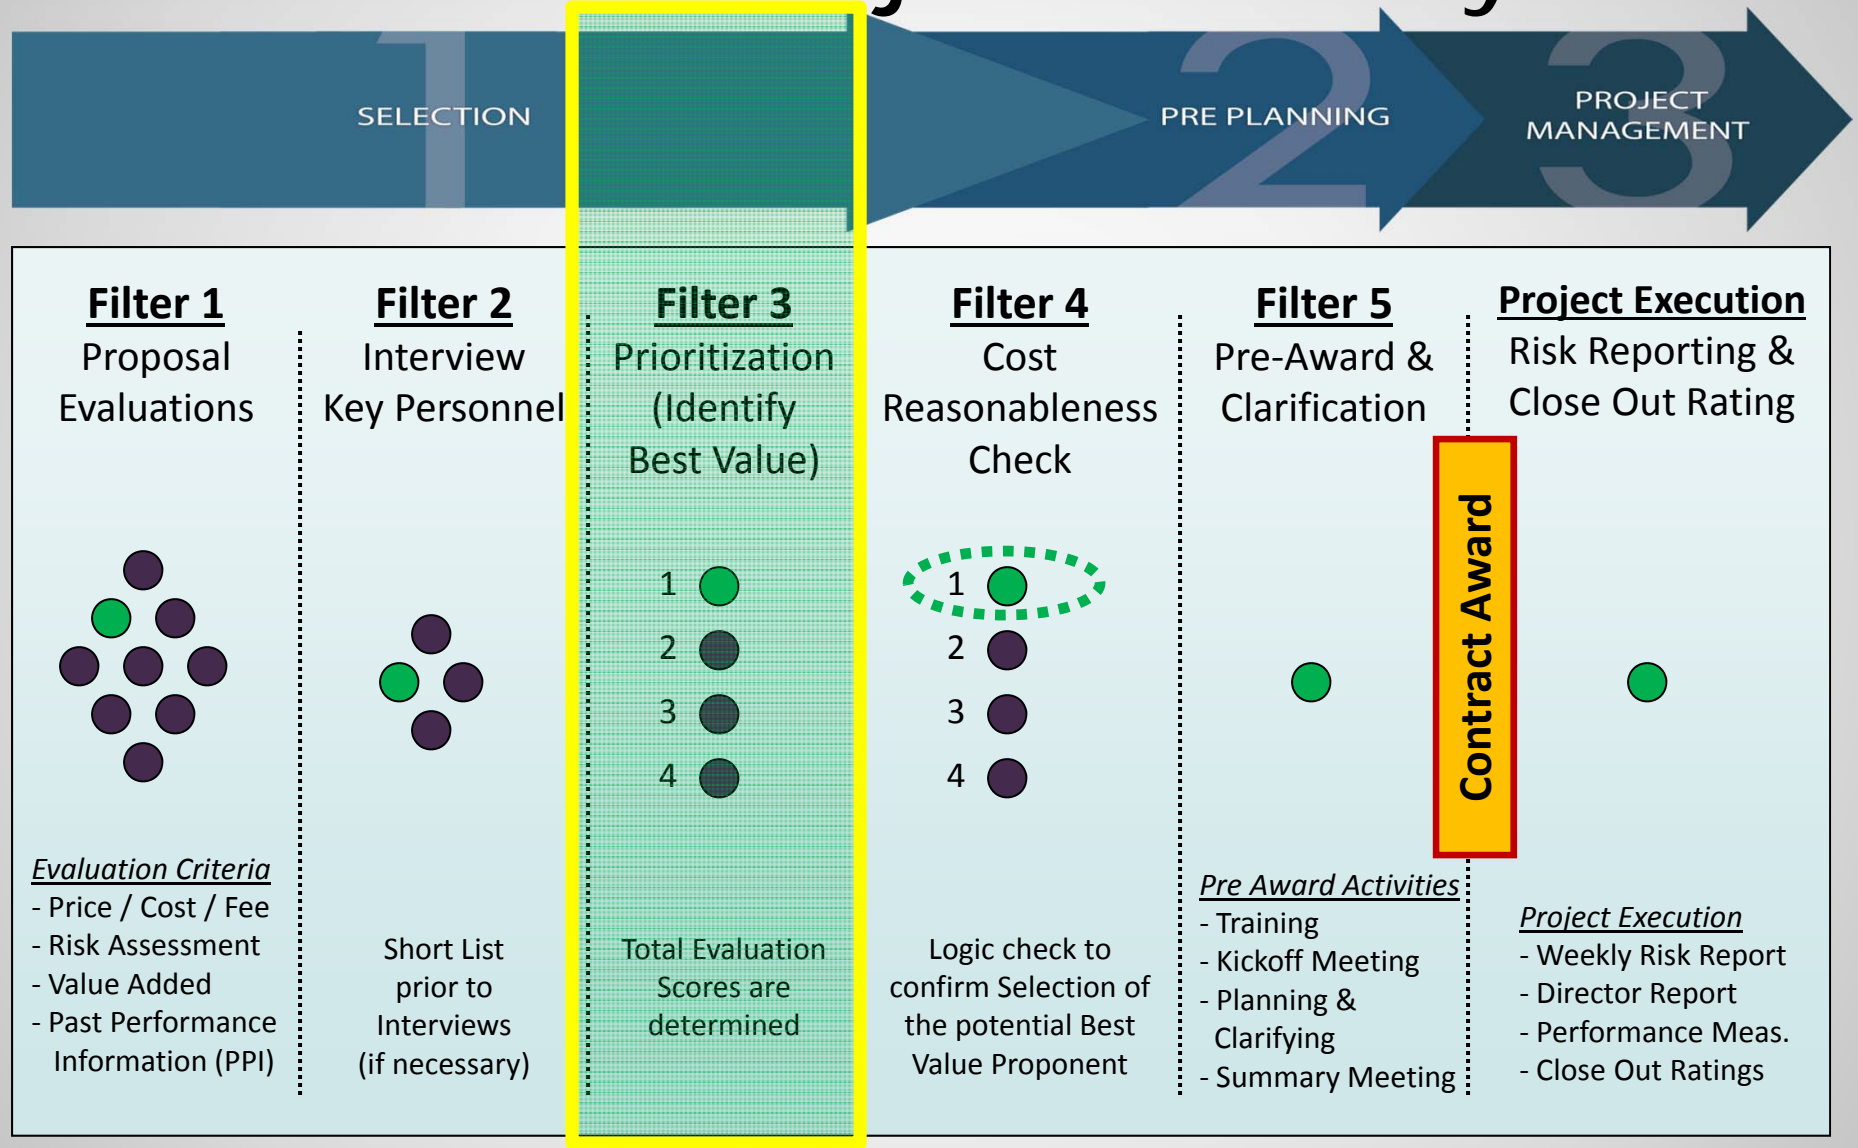 1
SELECTION
2
PRE PLANNING
3
PROJECT
MANAGEMENT
Filter 1
Proposal
Evaluations
Evaluation Criteria
- Price / Cost / Fee
- Risk Assessment
- Value Added
- Past Performance
Information (PPI)
Filter 2
Interview
Key Personnel
Short List
prior to
Interviews
(if necessary)
Filter 3
Prioritization
(Identify
Best Value)
1
2
3
4
Total Evaluation
Scores are
determined
Filter 4
Cost
Reasonableness
Check
1
2
3
4
Logic check to
confirm Selection of
the potential Best
Value Proponent
Filter 5
Pre-Award &
Clarification
Pre Award Activities
- Training
- Kickoff Meeting
- Planning &
Clarifying
- Summary Meeting
Contract Award
Project Execution
Risk Reporting &
Close Out Rating
Project Execution
- Weekly Risk Report
- Director Report
- Performance Meas.
- Close Out Ratings